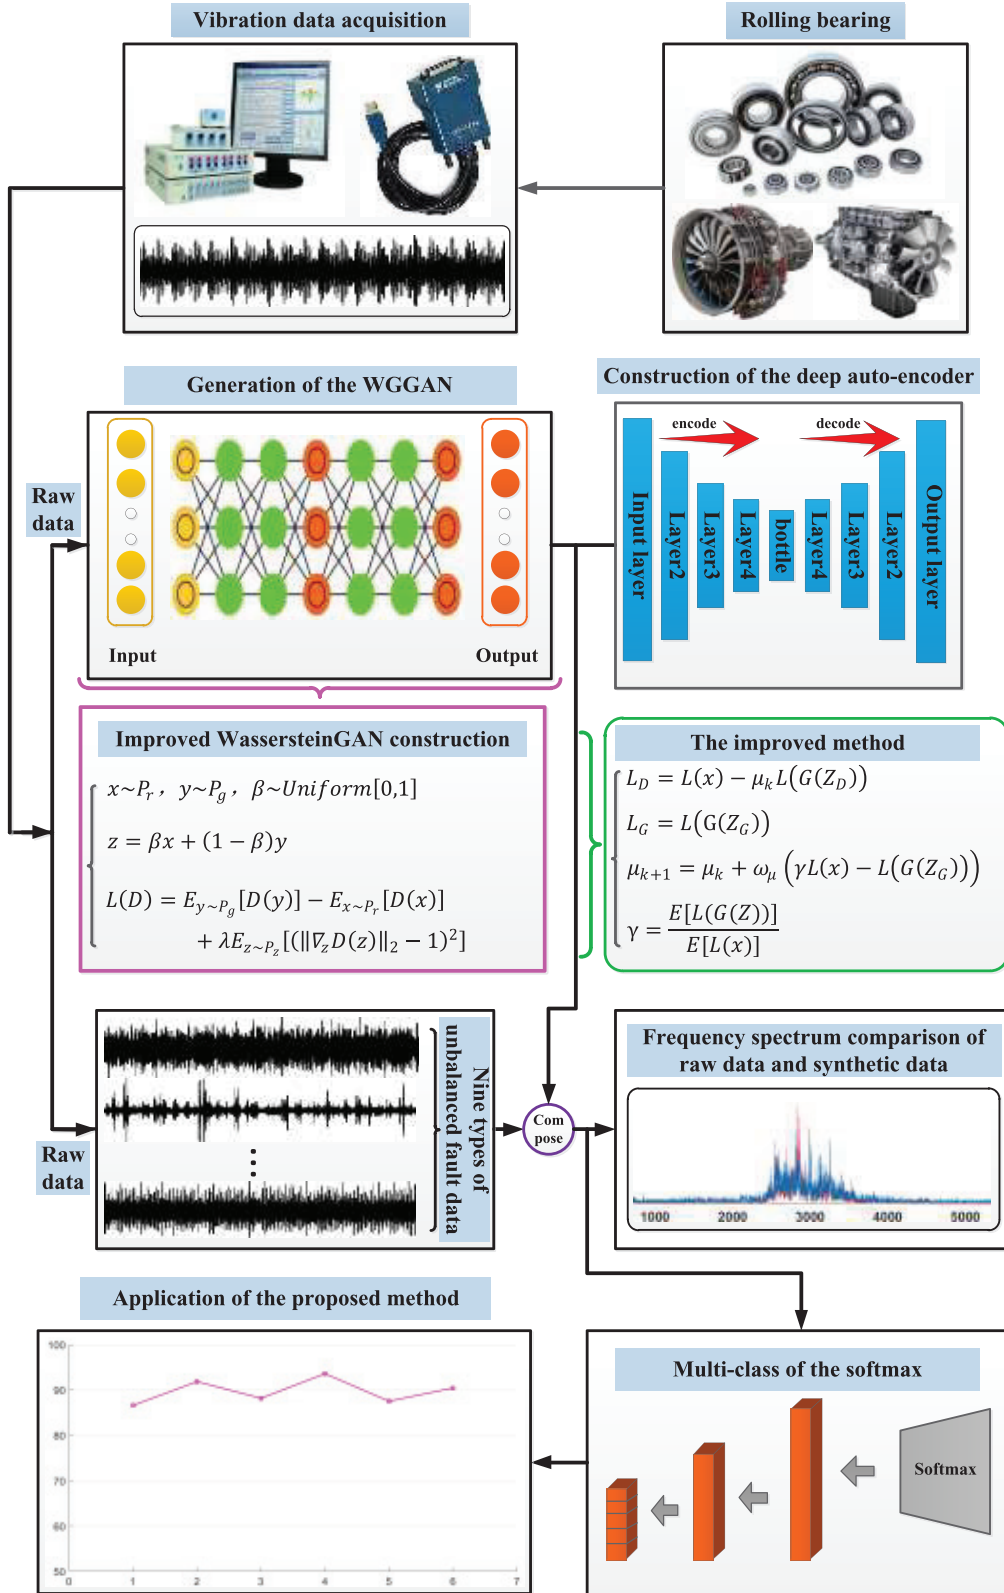 Vibration data acquisition
Rolling bearing
Generation of the WGGAN
Construction of the deep auto-encoder
Raw
data
Input
Output
encode
decode
Input layer
Layer2
Layer3
Layer4
bottle
Layer4
Layer3
Layer2
Output layer
Improved WassersteinGAN construction
x~P_r , y~P_g , β~Uniform[0,1]
z = βx + (1 − β)y
L(D) = E_{y~P_g}[D(y)] − E_{x~P_r}[D(x)]
+ λE_{z~P_z}[(‖∇_z D(z)‖_2 − 1)^2]
The improved method
L_D = L(x) − μ_k L(G(Z_D))
L_G = L(G(Z_G))
μ_{k+1} = μ_k + ω_μ (γL(x) − L(G(Z_G)))
γ = E[L(G(Z))] / E[L(x)]
Raw
data
Nine types of
unbalanced fault data
Com
pose
Frequency spectrum comparison of
raw data and synthetic data
1000 2000 3000 4000 5000
Application of the proposed method
100
90
80
70
60
50
0 1 2 3 4 5 6 7
Multi-class of the softmax
Softmax